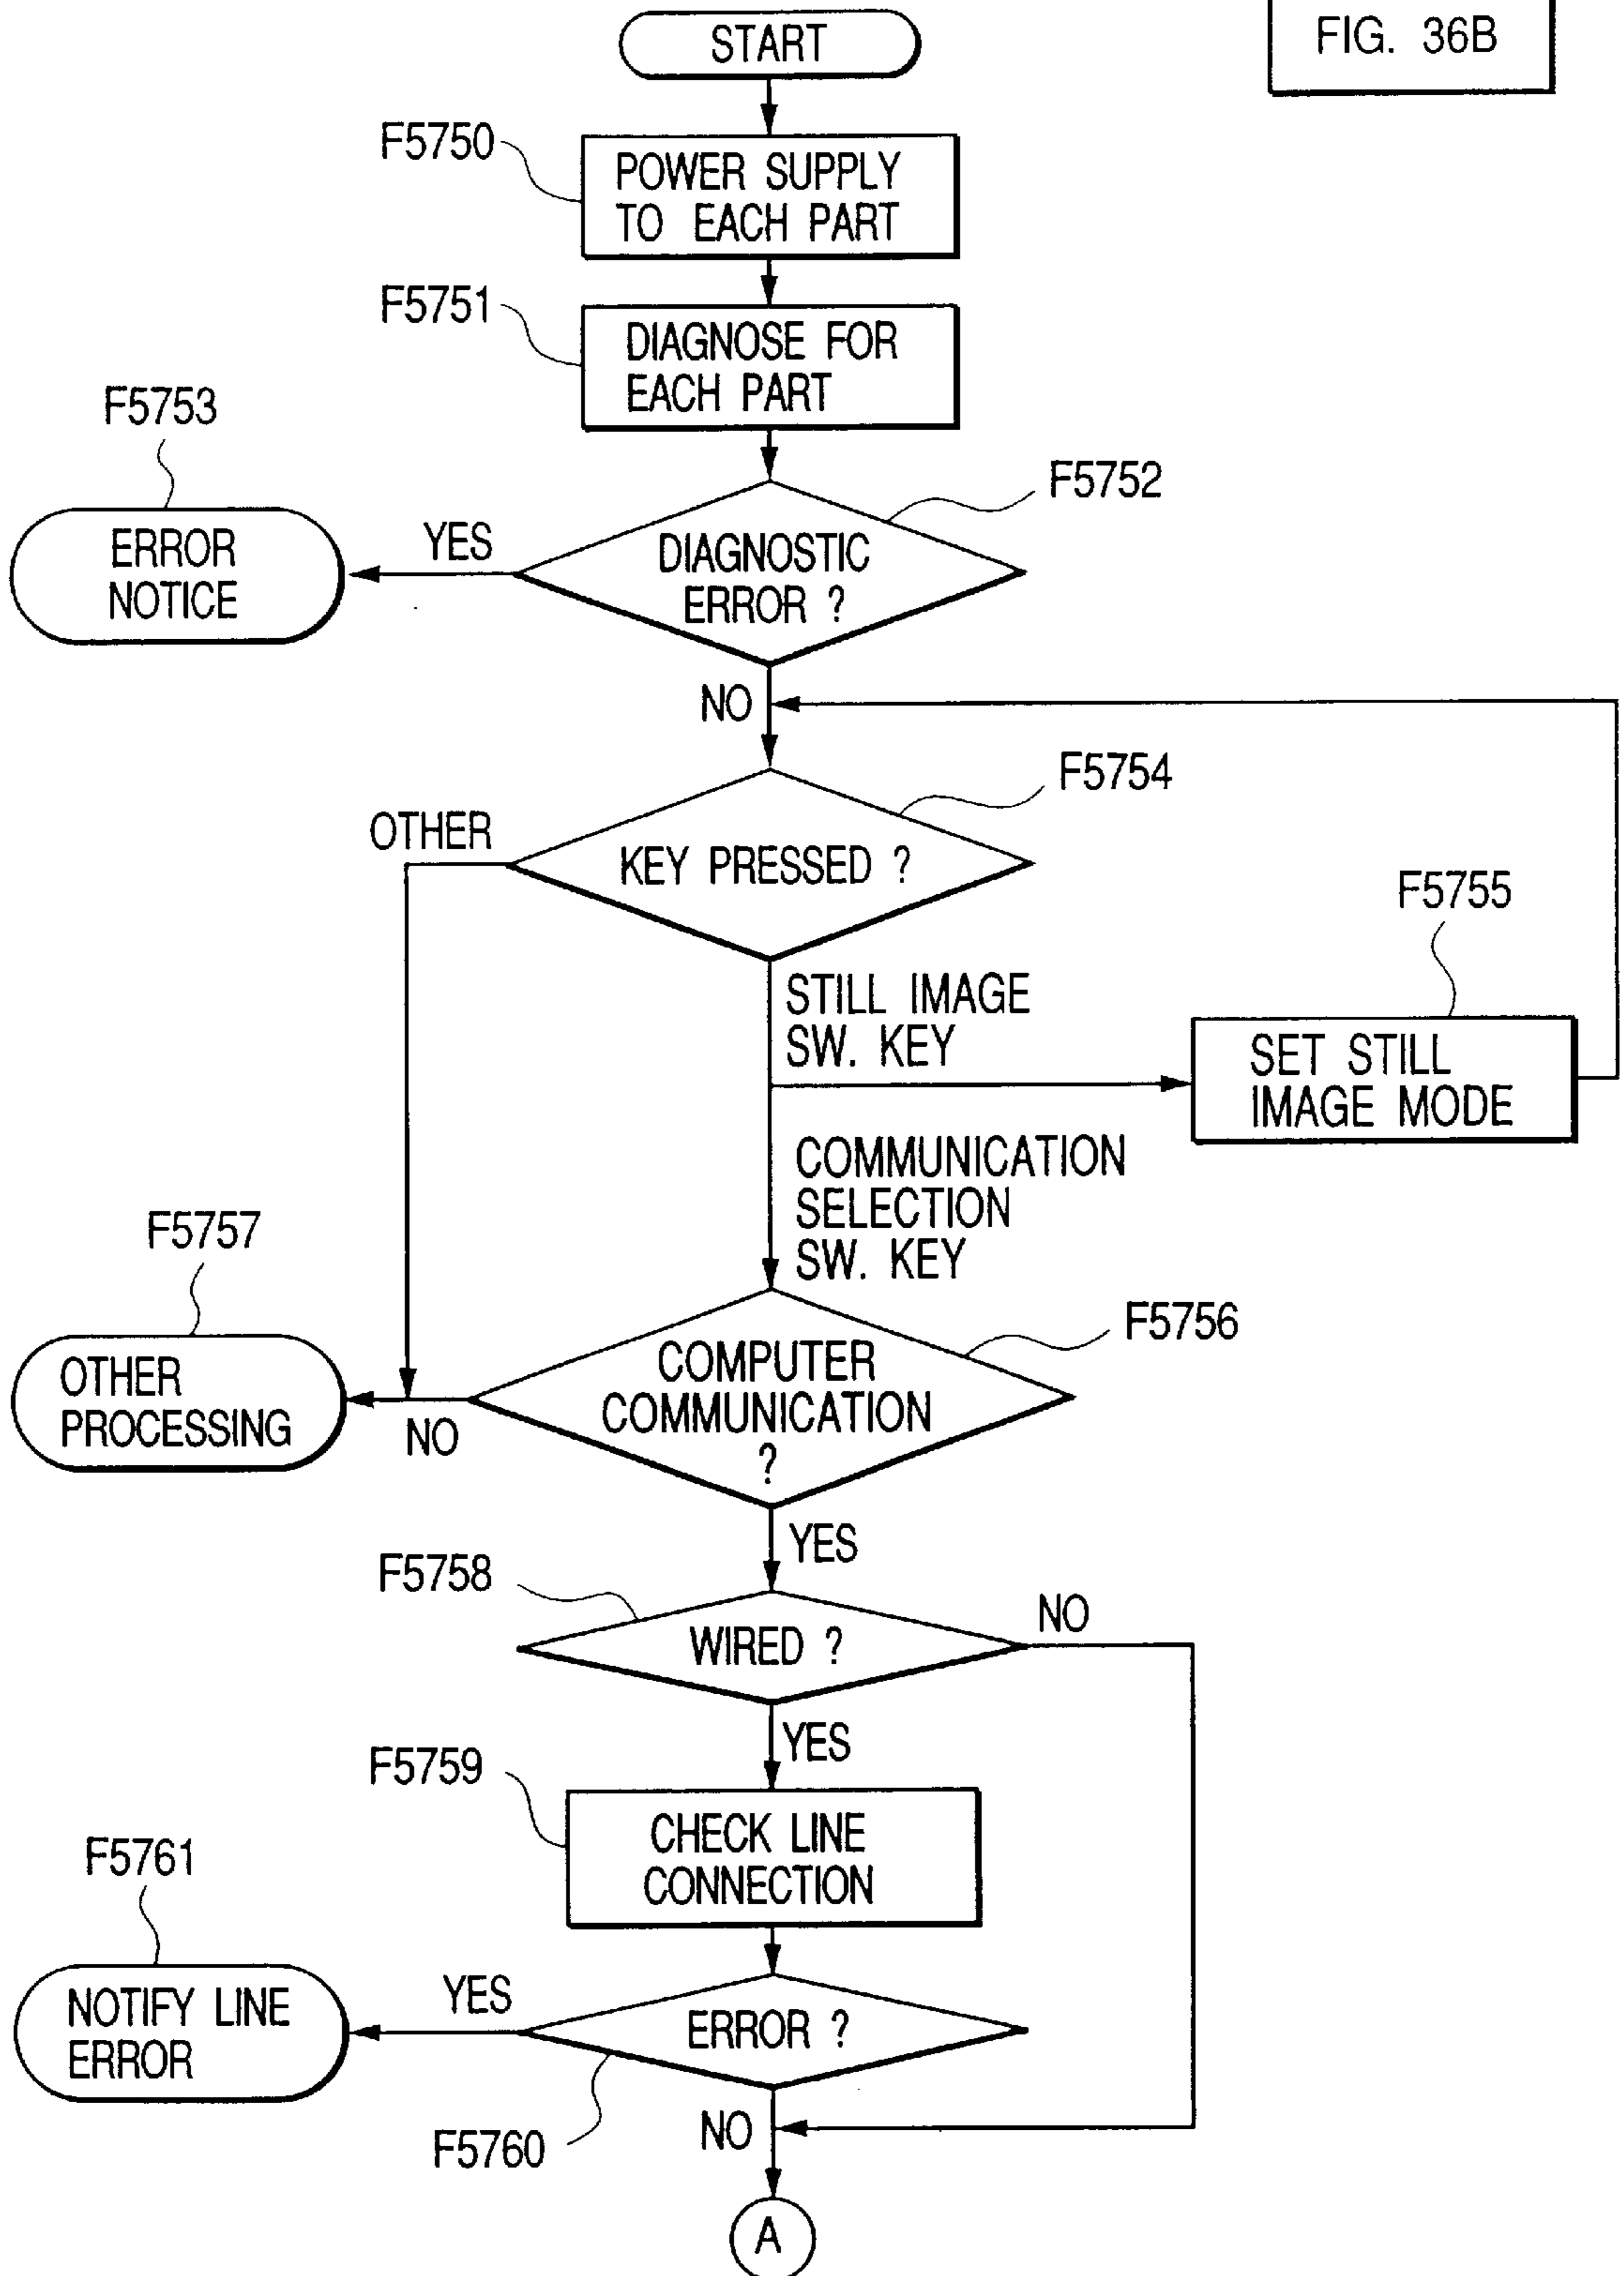 FIG. 36B
START
F5750
POWER SUPPLY
TO EACH PART
F5751
DIAGNOSE FOR
EACH PART
F5753
F5752
ERROR
NOTICE
YES
DIAGNOSTIC
ERROR ?
NO
F5754
OTHER
KEY PRESSED ?
F5755
STILL IMAGE
SW. KEY
SET STILL
IMAGE MODE
COMMUNICATION
SELECTION
SW. KEY
F5757
F5756
OTHER
PROCESSING
NO
COMPUTER
COMMUNICATION
?
YES
F5758
WIRED ?
NO
YES
F5759
CHECK LINE
CONNECTION
F5761
NOTIFY LINE
ERROR
YES
ERROR ?
F5760
NO
A